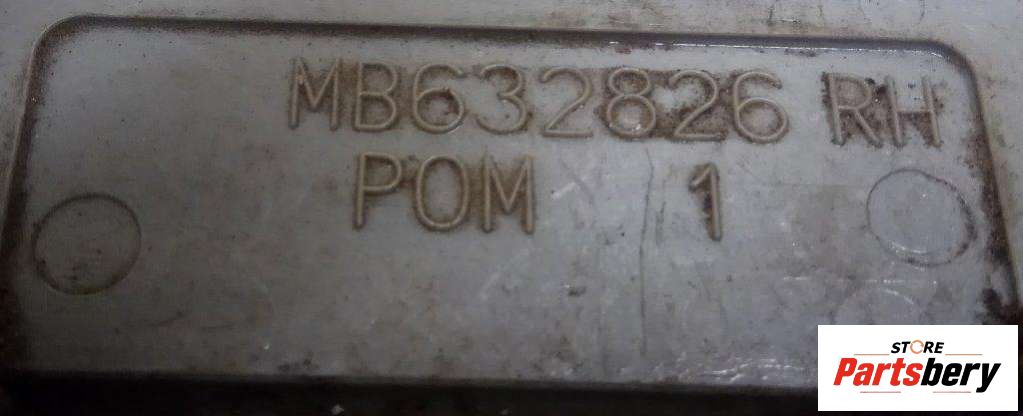 MB632826 RH
POM 1
STORE
Partsbery